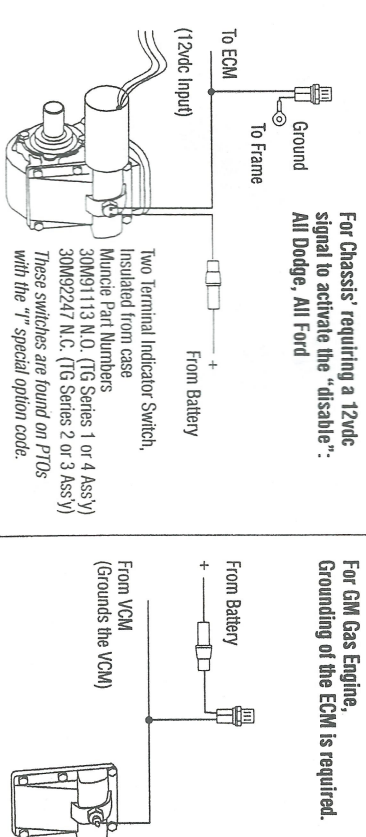 For Chassis' requiring a 12vdc
signal to activate the “disable”:
All Dodge, All Ford
Ground
To Frame
To ECM
(12vdc Input)
+
From Battery
Two Terminal Indicator Switch,
Insulated from case
Muncie Part Numbers
30M91113 N.O. (TG Series 1 or 4 Ass'y)
30M92247 N.C. (TG Series 2 or 3 Ass'y)
These switches are found on PTOs
with the "I" special option code.
For GM Gas Engine,
Grounding of the ECM is required.
From Battery
+
From VCM
(Grounds the VCM)